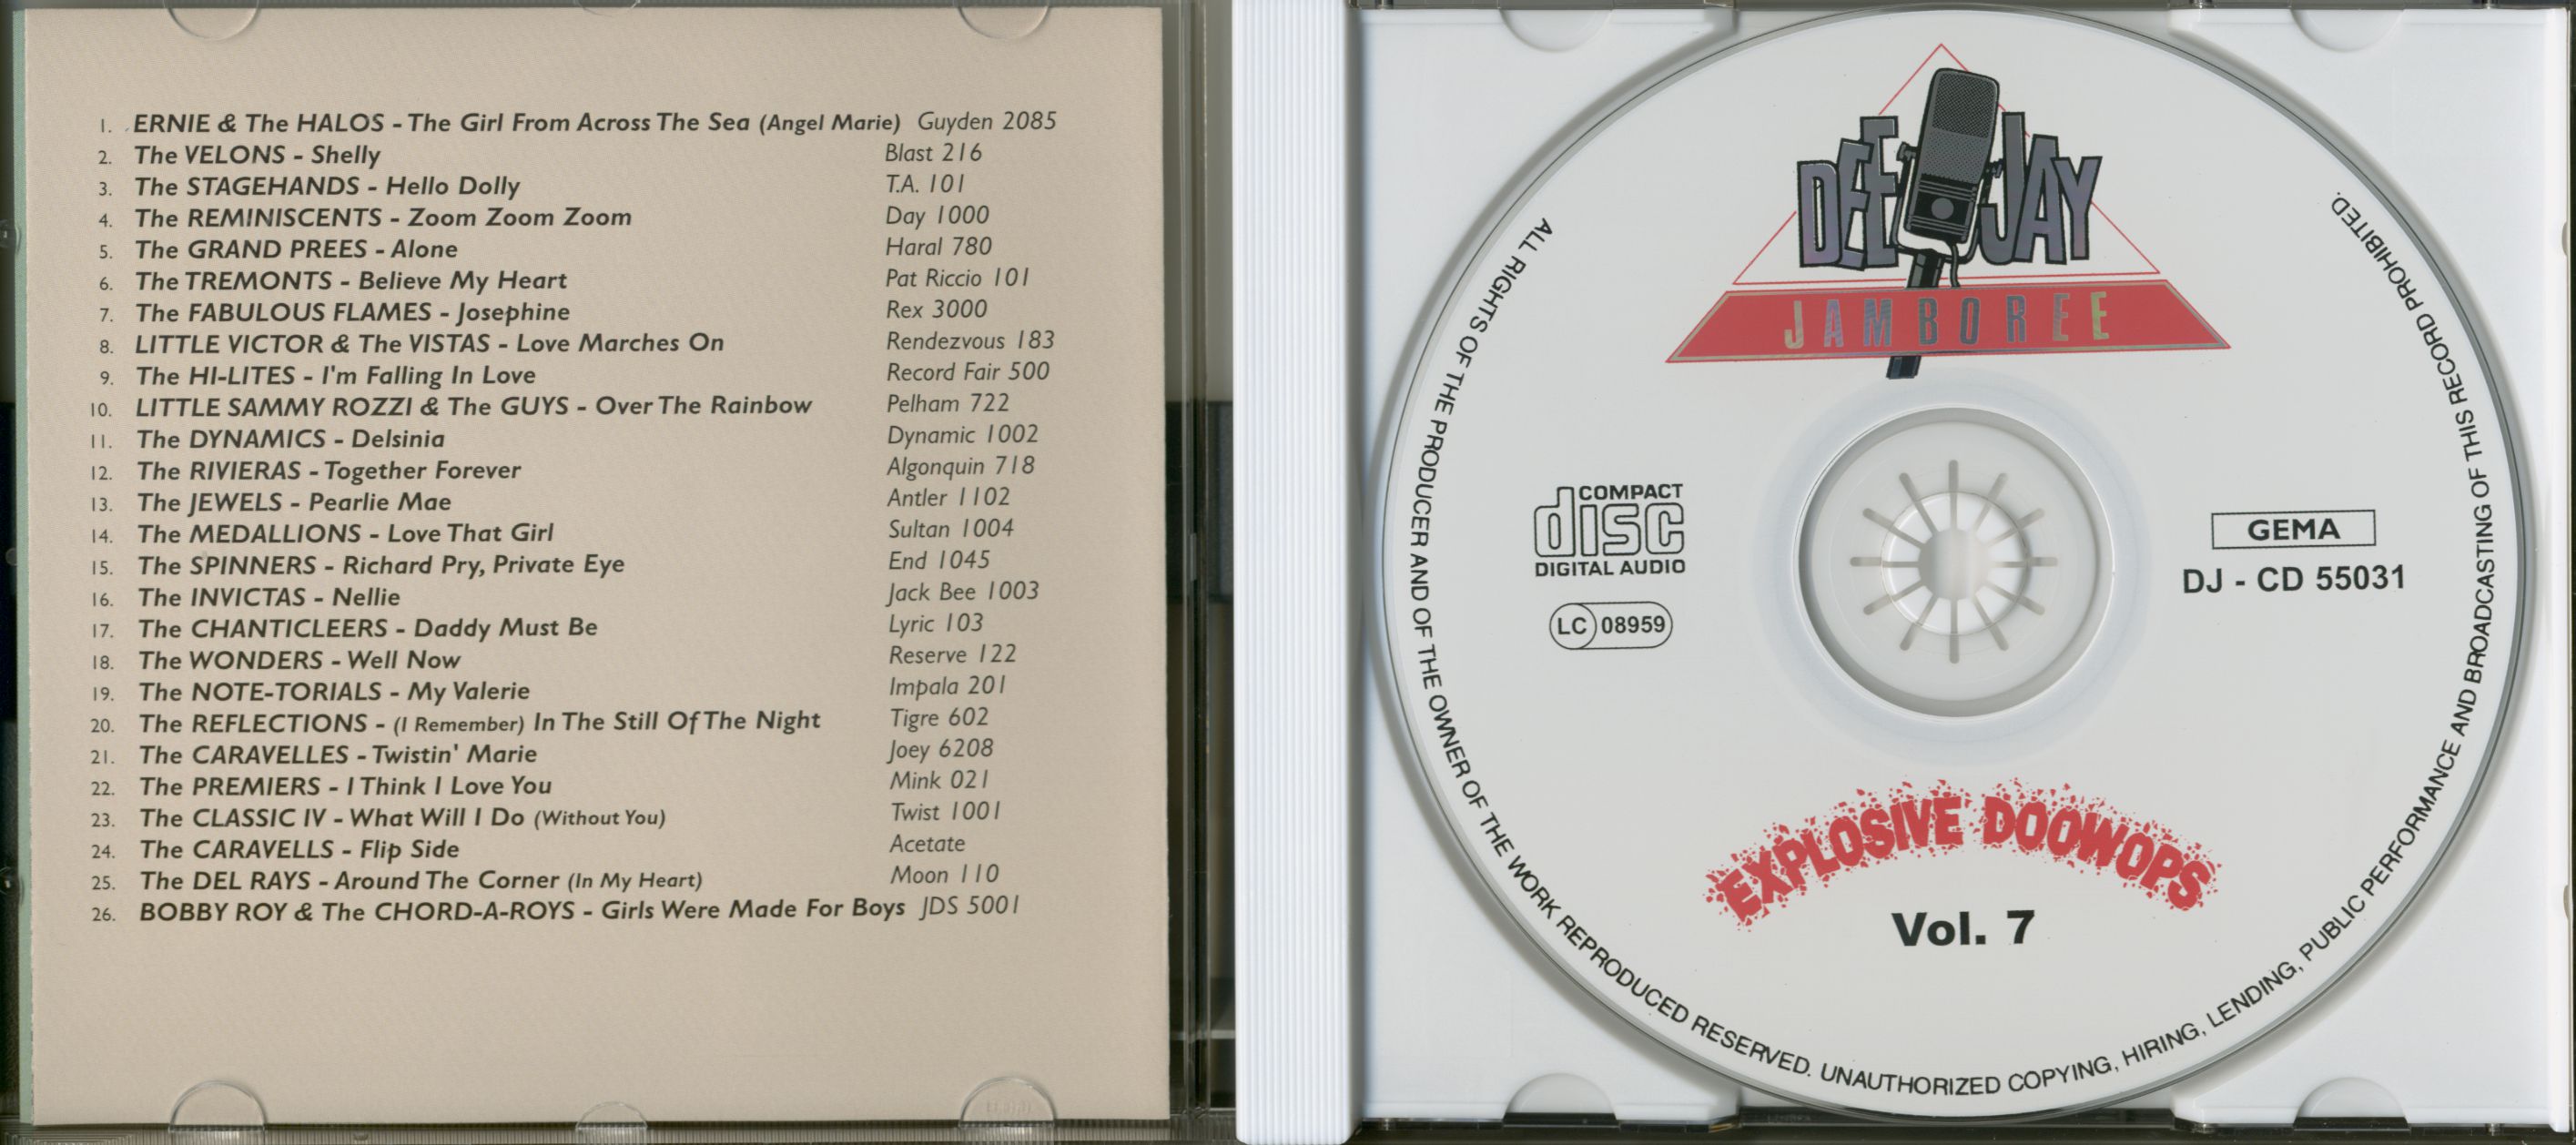 1. ERNIE & The HALOS - The Girl From Across The Sea (Angel Marie) Guyden 2085
2. The VELONS - Shelly Blast 216
3. The STAGEHANDS - Hello Dolly T.A. 101
4. The REMINISCENTS - Zoom Zoom Zoom Day 1000
5. The GRAND PREES - Alone Haral 780
6. The TREMONTS - Believe My Heart Pat Riccio 101
7. The FABULOUS FLAMES - Josephine Rex 3000
8. LITTLE VICTOR & The VISTAS - Love Marches On Rendezvous 183
9. The HI-LITES - I'm Falling In Love Record Fair 500
10. LITTLE SAMMY ROZZI & The GUYS - Over The Rainbow Pelham 722
11. The DYNAMICS - Delsinia Dynamic 1002
12. The RIVIERAS - Together Forever Algonquin 718
13. The JEWELS - Pearlie Mae Antler 1102
14. The MEDALLIONS - Love That Girl Sultan 1004
15. The SPINNERS - Richard Pry, Private Eye End 1045
16. The INVICTAS - Nellie Jack Bee 1003
17. The CHANTICLEERS - Daddy Must Be Lyric 103
18. The WONDERS - Well Now Reserve 122
19. The NOTE-TORIALS - My Valerie Impala 201
20. The REFLECTIONS - (I Remember) In The Still Of The Night Tigre 602
21. The CARAVELLES - Twistin' Marie Joey 6208
22. The PREMIERS - I Think I Love You Mink 021
23. The CLASSIC IV - What Will I Do (Without You) Twist 1001
24. The CARAVELLS - Flip Side Acetate
25. The DEL RAYS - Around The Corner (In My Heart) Moon 110
26. BOBBY ROY & The CHORD-A-ROYS - Girls Were Made For Boys JDS 5001
DEE JAY
JAMBOREE
COMPACT
disc
DIGITAL AUDIO
LC 08959
GEMA
DJ - CD 55031
EXPLOSIVE DOOWOPS
Vol. 7
ALL RIGHTS OF THE PRODUCER AND OF THE OWNER OF THE WORK REPRODUCED RESERVED. UNAUTHORIZED COPYING, HIRING, LENDING, PUBLIC PERFORMANCE AND BROADCASTING OF THIS RECORD PROHIBITED.